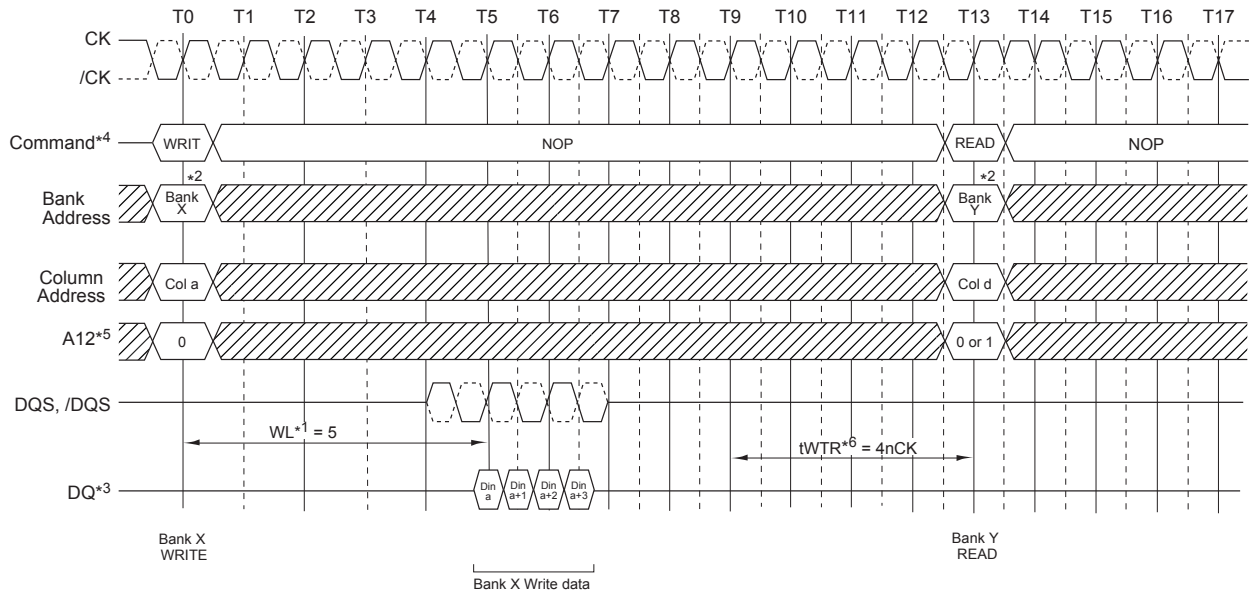 T0 T1 T2 T3 T4 T5 T6 T7 T8 T9 T10 T11 T12 T13 T14 T15 T16 T17
CK
/CK
Command*4 WRIT NOP READ NOP
*2 *2
Bank Address Bank X Bank Y
Column Address Col a Col d
A12*5 0 0 or 1
DQS, /DQS
WL*1 = 5 tWTR*6 = 4nCK
DQ*3 Din a Din a+1 Din a+2 Din a+3
Bank X WRITE Bank Y READ
Bank X Write data